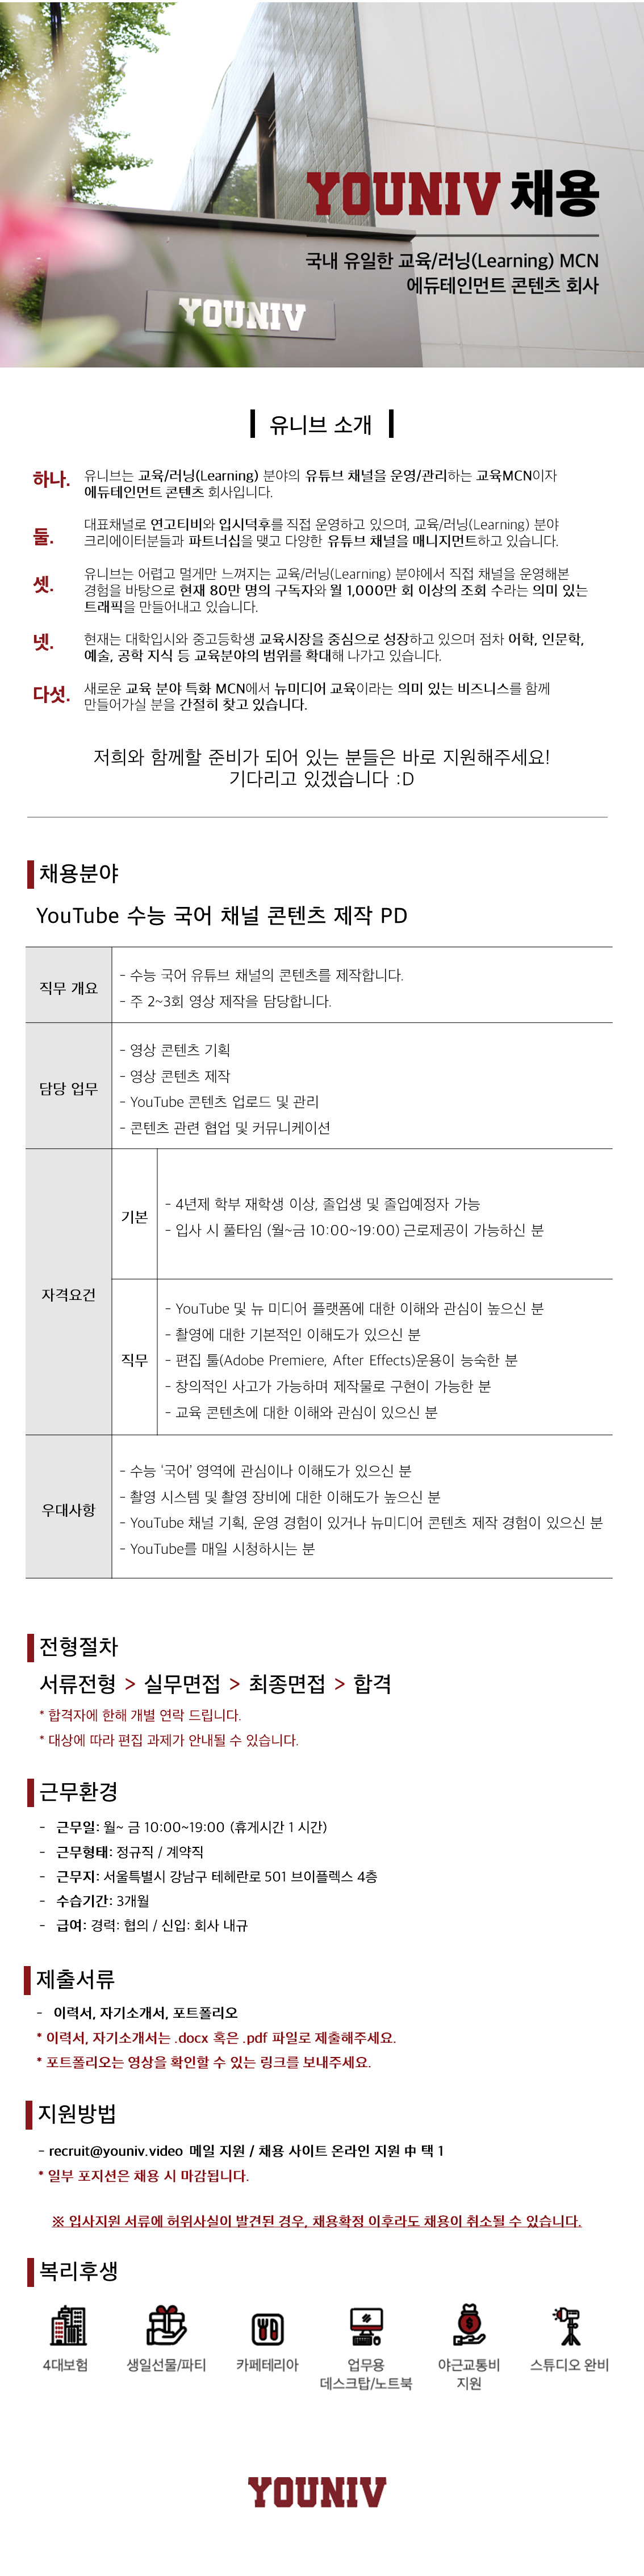 YOUNIV 채용
국내 유일한 교육/러닝(Learning) MCN
에듀테인먼트 콘텐츠 회사
YOUNIV
유니브 소개
하나. 유니브는 교육/러닝(Learning) 분야의 유튜브 채널을 운영/관리하는 교육MCN이자
에듀테인먼트 콘텐츠 회사입니다.
둘. 대표채널로 연고티비와 입시덕후를 직접 운영하고 있으며, 교육/러닝(Learning) 분야
크리에이터분들과 파트너십을 맺고 다양한 유튜브 채널을 매니지먼트하고 있습니다.
셋. 유니브는 어렵고 멀게만 느껴지는 교육/러닝(Learning) 분야에서 직접 채널을 운영해본
경험을 바탕으로 현재 80만 명의 구독자와 월 1,000만 회 이상의 조회 수라는 의미 있는
트래픽을 만들어내고 있습니다.
넷. 현재는 대학입시와 중고등학생 교육시장을 중심으로 성장하고 있으며 점차 어학, 인문학,
예술, 공학 지식 등 교육분야의 범위를 확대해 나가고 있습니다.
다섯. 새로운 교육 분야 특화 MCN에서 뉴미디어 교육이라는 의미 있는 비즈니스를 함께
만들어가실 분을 간절히 찾고 있습니다.
저희와 함께할 준비가 되어 있는 분들은 바로 지원해주세요!
기다리고 있겠습니다 :D
채용분야
YouTube 수능 국어 채널 콘텐츠 제작 PD
직무 개요
- 수능 국어 유튜브 채널의 콘텐츠를 제작합니다.
- 주 2~3회 영상 제작을 담당합니다.
담당 업무
- 영상 콘텐츠 기획
- 영상 콘텐츠 제작
- YouTube 콘텐츠 업로드 및 관리
- 콘텐츠 관련 협업 및 커뮤니케이션
자격요건
기본
- 4년제 학부 재학생 이상, 졸업생 및 졸업예정자 가능
- 입사 시 풀타임 (월~금 10:00~19:00) 근로제공이 가능하신 분
직무
- YouTube 및 뉴 미디어 플랫폼에 대한 이해와 관심이 높으신 분
- 촬영에 대한 기본적인 이해도가 있으신 분
- 편집 툴(Adobe Premiere, After Effects)운용이 능숙한 분
- 창의적인 사고가 가능하며 제작물로 구현이 가능한 분
- 교육 콘텐츠에 대한 이해와 관심이 있으신 분
우대사항
- 수능 '국어' 영역에 관심이나 이해도가 있으신 분
- 촬영 시스템 및 촬영 장비에 대한 이해도가 높으신 분
- YouTube 채널 기획, 운영 경험이 있거나 뉴미디어 콘텐츠 제작 경험이 있으신 분
- YouTube를 매일 시청하시는 분
전형절차
서류전형 > 실무면접 > 최종면접 > 합격
* 합격자에 한해 개별 연락 드립니다.
* 대상에 따라 편집 과제가 안내될 수 있습니다.
근무환경
- 근무일: 월~ 금 10:00~19:00 (휴게시간 1 시간)
- 근무형태: 정규직 / 계약직
- 근무지: 서울특별시 강남구 테헤란로 501 브이플렉스 4층
- 수습기간: 3개월
- 급여: 경력: 협의 / 신입: 회사 내규
제출서류
- 이력서, 자기소개서, 포트폴리오
* 이력서, 자기소개서는 .docx 혹은 .pdf 파일로 제출해주세요.
* 포트폴리오는 영상을 확인할 수 있는 링크를 보내주세요.
지원방법
- recruit@youniv.video 메일 지원 / 채용 사이트 온라인 지원 中 택 1
* 일부 포지션은 채용 시 마감됩니다.
※ 입사지원 서류에 허위사실이 발견된 경우, 채용확정 이후라도 채용이 취소될 수 있습니다.
복리후생
4대보험
생일선물/파티
카페테리아
업무용
데스크탑/노트북
야근교통비
지원
스튜디오 완비
YOUNIV